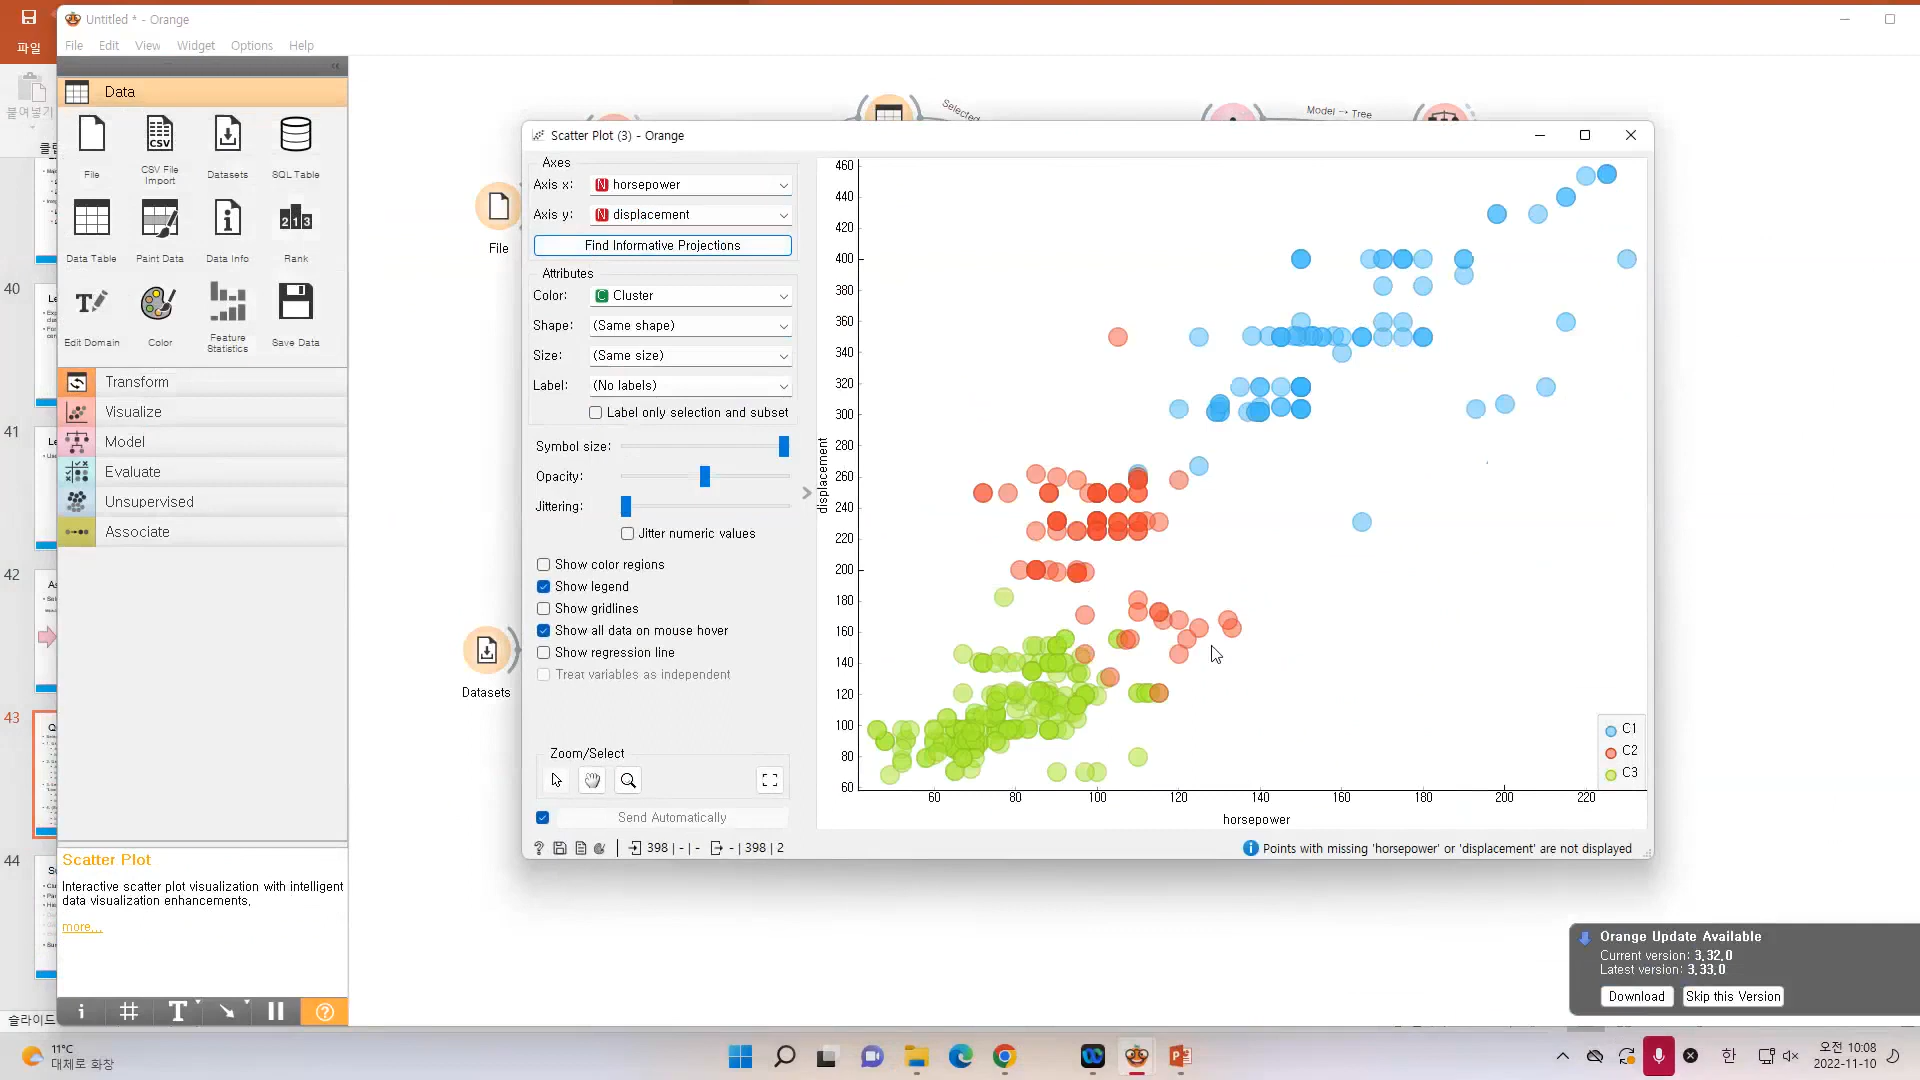 Untitled * - Orange
파일
File Edit View Widget Options Help
Data
붙여넣기
File
CSV File Import
Datasets
SQL Table
Data Table
Paint Data
Data Info
Rank
Edit Domain
Color
Feature Statistics
Save Data
Transform
Visualize
Model
Evaluate
Unsupervised
Associate
40
41
42
43
44
Scatter Plot
Interactive scatter plot visualization with intelligent
data visualization enhancements.
more...
슬라이드
File
Datasets
Selected
Model → Tree
Scatter Plot (3) - Orange
Axes
Axis x: N horsepower
Axis y: N displacement
Find Informative Projections
Attributes
Color: C Cluster
Shape: (Same shape)
Size: (Same size)
Label: (No labels)
Label only selection and subset
Symbol size:
Opacity:
Jittering:
Jitter numeric values
Show color regions
Show legend
Show gridlines
Show all data on mouse hover
Show regression line
Treat variables as independent
Zoom/Select
Send Automatically
398 | - | - - | 398 | 2
460
440
420
400
380
360
340
320
300
280
260
240
220
200
180
160
140
120
100
80
60
displacement
60 80 100 120 140 160 180 200 220
horsepower
C1
C2
C3
Points with missing 'horsepower' or 'displacement' are not displayed
Orange Update Available
Current version: 3.32.0
Latest version: 3.33.0
Download Skip this Version
11°C
대체로 화창
한
오전 10:08
2022-11-10